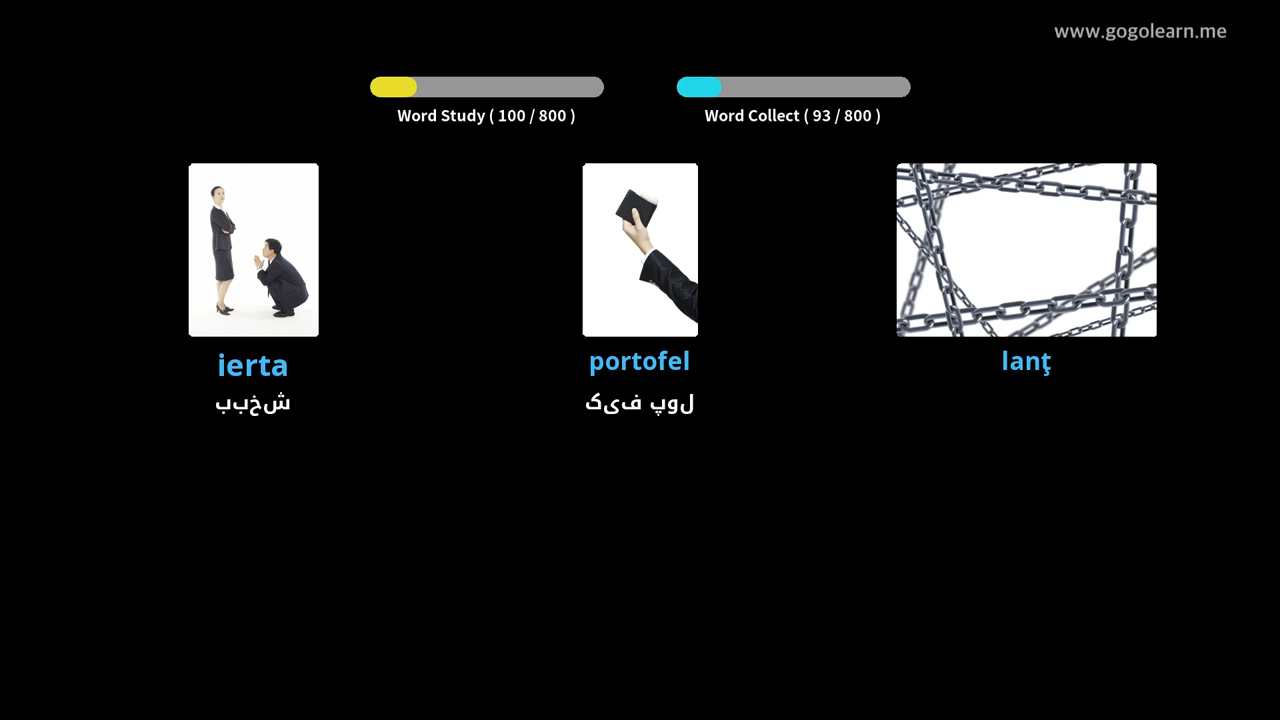 www.gogolearn.me
Word Study ( 100 / 800 )
Word Collect ( 93 / 800 )
ierta
شخبب
portofel
لوپ فیک
lanţ